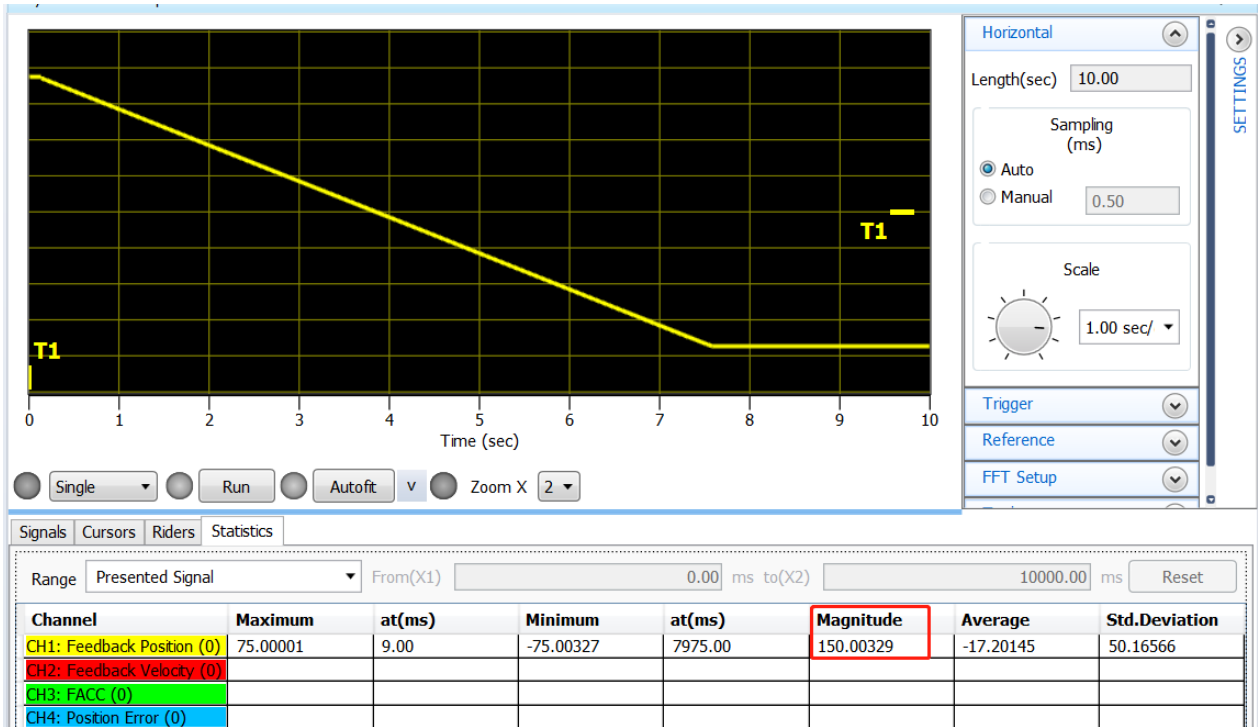 Horizontal
Length(sec) 10.00
SETTINGS
Sampling
(ms)
Auto
Manual 0.50
T1
Scale
1.00 sec/
T1
0 1 2 3 4 5 6 7 8 9 10
Time (sec)
Trigger
Reference
FFT Setup
Single Run Autofit v Zoom X 2
Signals Cursors Riders Statistics
Range Presented Signal From(X1) 0.00 ms to(X2) 10000.00 ms Reset
Channel Maximum at(ms) Minimum at(ms) Magnitude Average Std.Deviation
CH1: Feedback Position (0) 75.00001 9.00 -75.00327 7975.00 150.00329 -17.20145 50.16566
CH2: Feedback Velocity (0)
CH3: FACC (0)
CH4: Position Error (0)